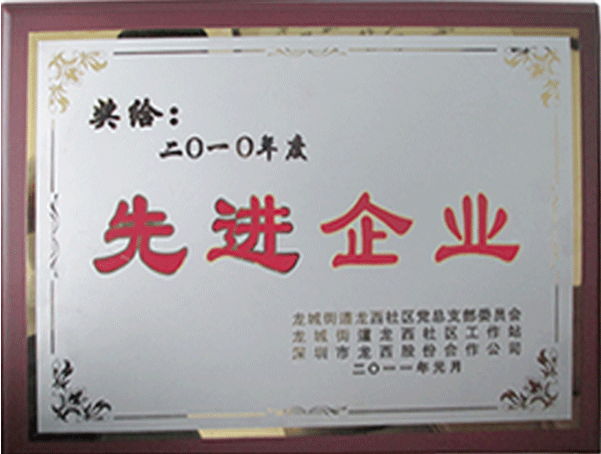 奖给：
二〇一〇年度
先进企业
龙城街道龙西社区党总支部委员会
龙城街道龙西社区工作站
深圳市龙西股份合作公司
二〇一一年元月